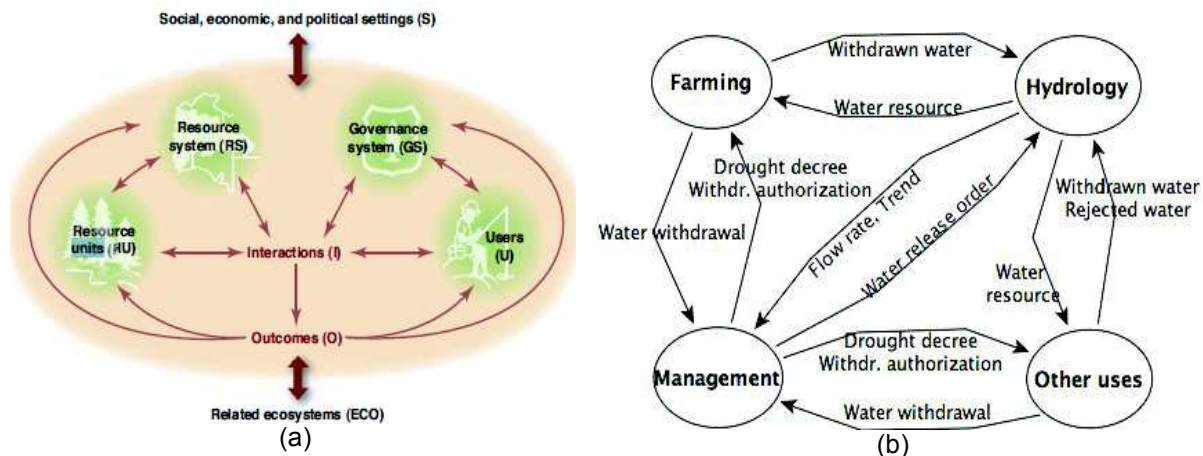 Social, economic, and political settings (S)
Resource
system (RS)
Governance
system (GS)
Resource
units (RU)
Interactions (I)
Users
(U)
Outcomes (O)
Related ecosystems (ECO)
(a)
Withdrawn water
Farming
Hydrology
Water resource
Drought decree
Withdr. authorization
Withdrawn water
Rejected water
Water withdrawal
Flow rate, Trend
Water release order
Water
resource
Drought decree
Withdr. authorization
Management
Other uses
Water withdrawal
(b)